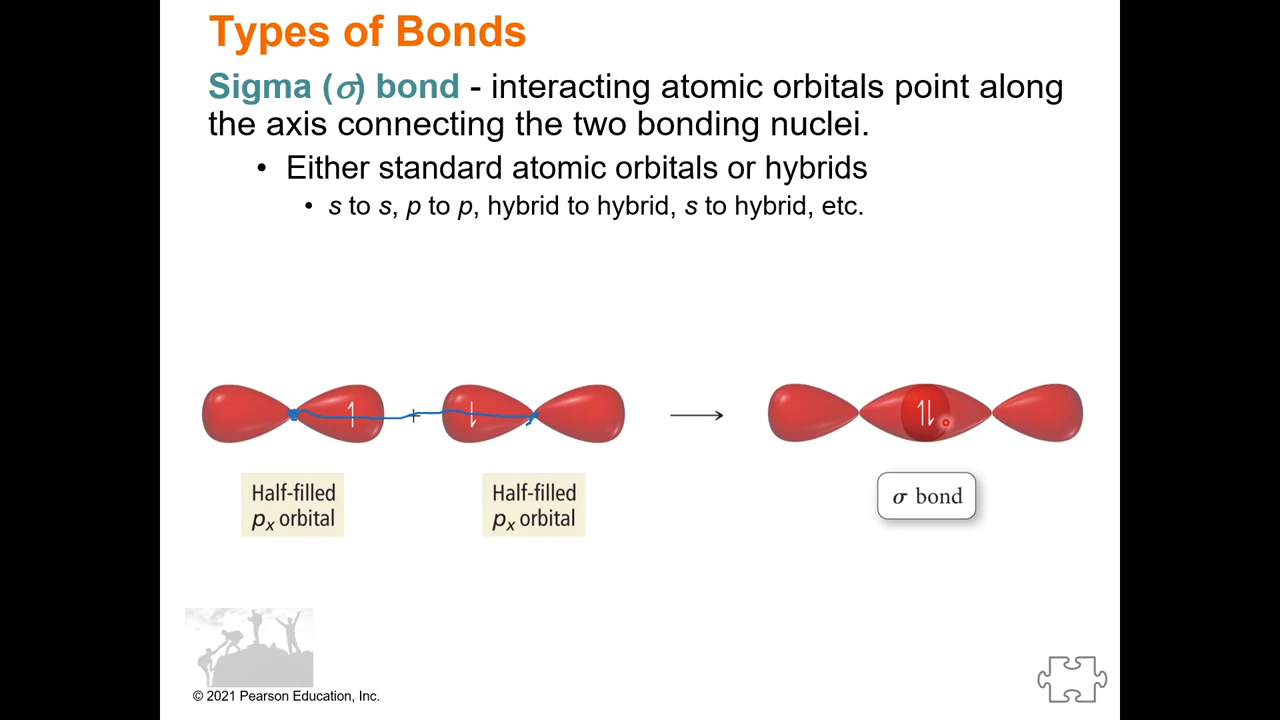 Types of Bonds
Sigma (σ) bond - interacting atomic orbitals point along
the axis connecting the two bonding nuclei.
• Either standard atomic orbitals or hybrids
• s to s, p to p, hybrid to hybrid, s to hybrid, etc.
↿ + ⇂ → ↿⇂
Half-filled
pₓ orbital
Half-filled
pₓ orbital
σ bond
© 2021 Pearson Education, Inc.